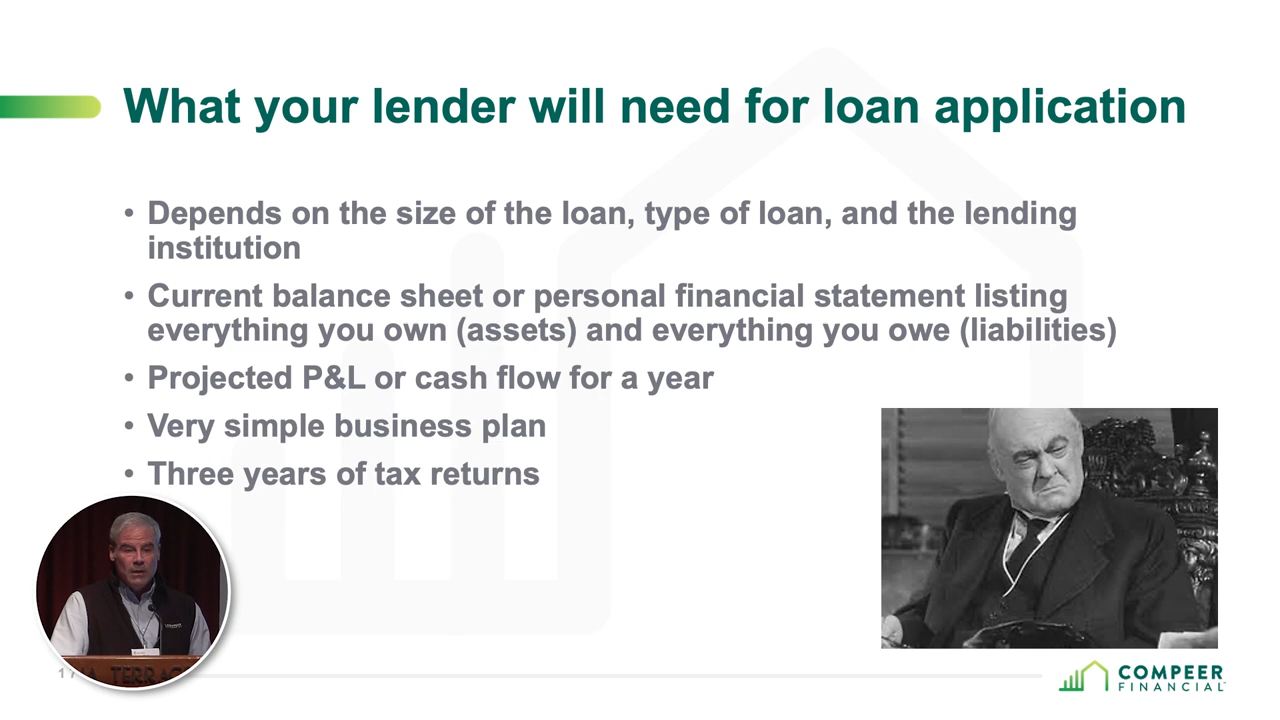 What your lender will need for loan application
• Depends on the size of the loan, type of loan, and the lending
institution
• Current balance sheet or personal financial statement listing
everything you own (assets) and everything you owe (liabilities)
• Projected P&L or cash flow for a year
• Very simple business plan
• Three years of tax returns
TERRAC
COMPEER
FINANCIAL